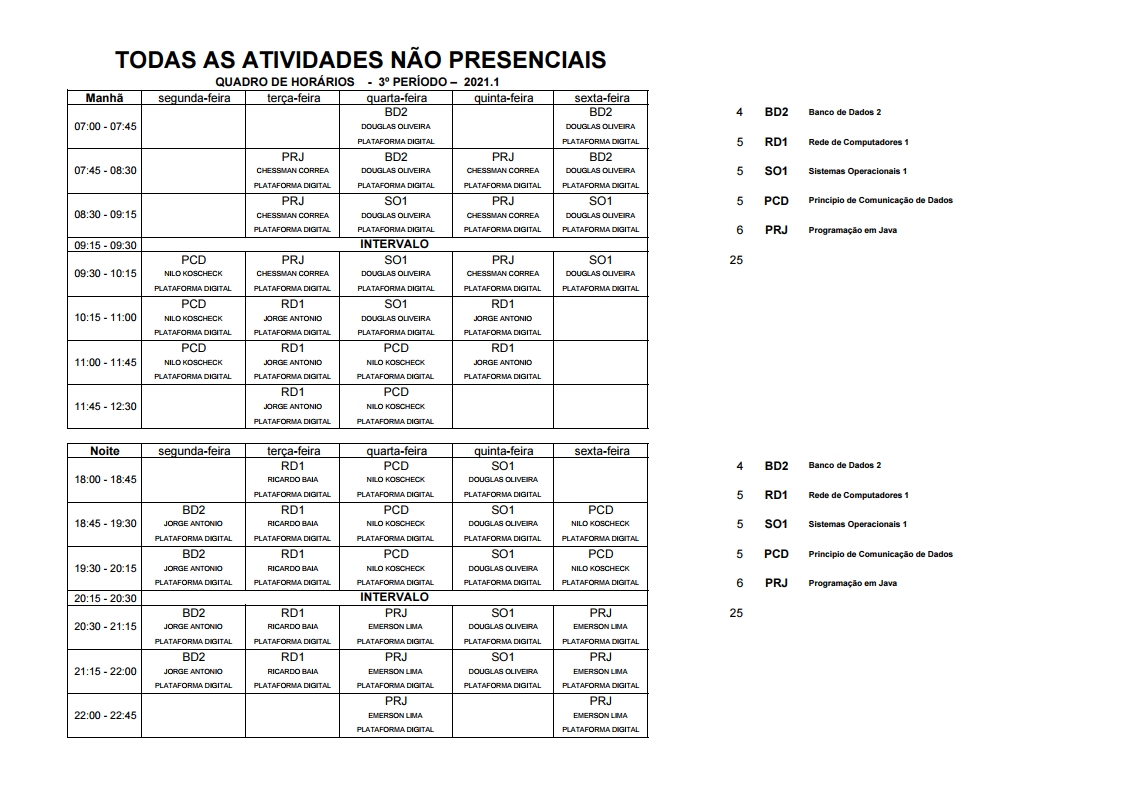 TODAS AS ATIVIDADES NÃO PRESENCIAIS
QUADRO DE HORÁRIOS - 3º PERÍODO – 2021.1
Manhã segunda-feira terça-feira quarta-feira quinta-feira sexta-feira
BD2 BD2
07:00 - 07:45 DOUGLAS OLIVEIRA DOUGLAS OLIVEIRA
PLATAFORMA DIGITAL PLATAFORMA DIGITAL
PRJ BD2 PRJ BD2
07:45 - 08:30 CHESSMAN CORREA DOUGLAS OLIVEIRA CHESSMAN CORREA DOUGLAS OLIVEIRA
PLATAFORMA DIGITAL PLATAFORMA DIGITAL PLATAFORMA DIGITAL PLATAFORMA DIGITAL
PRJ SO1 PRJ SO1
08:30 - 09:15 CHESSMAN CORREA DOUGLAS OLIVEIRA CHESSMAN CORREA DOUGLAS OLIVEIRA
PLATAFORMA DIGITAL PLATAFORMA DIGITAL PLATAFORMA DIGITAL PLATAFORMA DIGITAL
09:15 - 09:30 INTERVALO
PCD PRJ SO1 PRJ SO1
09:30 - 10:15 NILO KOSCHECK CHESSMAN CORREA DOUGLAS OLIVEIRA CHESSMAN CORREA DOUGLAS OLIVEIRA
PLATAFORMA DIGITAL PLATAFORMA DIGITAL PLATAFORMA DIGITAL PLATAFORMA DIGITAL PLATAFORMA DIGITAL
PCD RD1 SO1 RD1
10:15 - 11:00 NILO KOSCHECK JORGE ANTONIO DOUGLAS OLIVEIRA JORGE ANTONIO
PLATAFORMA DIGITAL PLATAFORMA DIGITAL PLATAFORMA DIGITAL PLATAFORMA DIGITAL
PCD RD1 PCD RD1
11:00 - 11:45 NILO KOSCHECK JORGE ANTONIO NILO KOSCHECK JORGE ANTONIO
PLATAFORMA DIGITAL PLATAFORMA DIGITAL PLATAFORMA DIGITAL PLATAFORMA DIGITAL
RD1 PCD
11:45 - 12:30 JORGE ANTONIO NILO KOSCHECK
PLATAFORMA DIGITAL PLATAFORMA DIGITAL
4 BD2 Banco de Dados 2
5 RD1 Rede de Computadores 1
5 SO1 Sistemas Operacionais 1
5 PCD Principio de Comunicação de Dados
6 PRJ Programação em Java
25
Noite segunda-feira terça-feira quarta-feira quinta-feira sexta-feira
RD1 PCD SO1
18:00 - 18:45 RICARDO BAIA NILO KOSCHECK DOUGLAS OLIVEIRA
PLATAFORMA DIGITAL PLATAFORMA DIGITAL PLATAFORMA DIGITAL
BD2 RD1 PCD SO1 PCD
18:45 - 19:30 JORGE ANTONIO RICARDO BAIA NILO KOSCHECK DOUGLAS OLIVEIRA NILO KOSCHECK
PLATAFORMA DIGITAL PLATAFORMA DIGITAL PLATAFORMA DIGITAL PLATAFORMA DIGITAL PLATAFORMA DIGITAL
BD2 RD1 PCD SO1 PCD
19:30 - 20:15 JORGE ANTONIO RICARDO BAIA NILO KOSCHECK DOUGLAS OLIVEIRA NILO KOSCHECK
PLATAFORMA DIGITAL PLATAFORMA DIGITAL PLATAFORMA DIGITAL PLATAFORMA DIGITAL PLATAFORMA DIGITAL
20:15 - 20:30 INTERVALO
BD2 RD1 PRJ SO1 PRJ
20:30 - 21:15 JORGE ANTONIO RICARDO BAIA EMERSON LIMA DOUGLAS OLIVEIRA EMERSON LIMA
PLATAFORMA DIGITAL PLATAFORMA DIGITAL PLATAFORMA DIGITAL PLATAFORMA DIGITAL PLATAFORMA DIGITAL
BD2 RD1 PRJ SO1 PRJ
21:15 - 22:00 JORGE ANTONIO RICARDO BAIA EMERSON LIMA DOUGLAS OLIVEIRA EMERSON LIMA
PLATAFORMA DIGITAL PLATAFORMA DIGITAL PLATAFORMA DIGITAL PLATAFORMA DIGITAL PLATAFORMA DIGITAL
PRJ PRJ
22:00 - 22:45 EMERSON LIMA EMERSON LIMA
PLATAFORMA DIGITAL PLATAFORMA DIGITAL
4 BD2 Banco de Dados 2
5 RD1 Rede de Computadores 1
5 SO1 Sistemas Operacionais 1
5 PCD Principio de Comunicação de Dados
6 PRJ Programação em Java
25